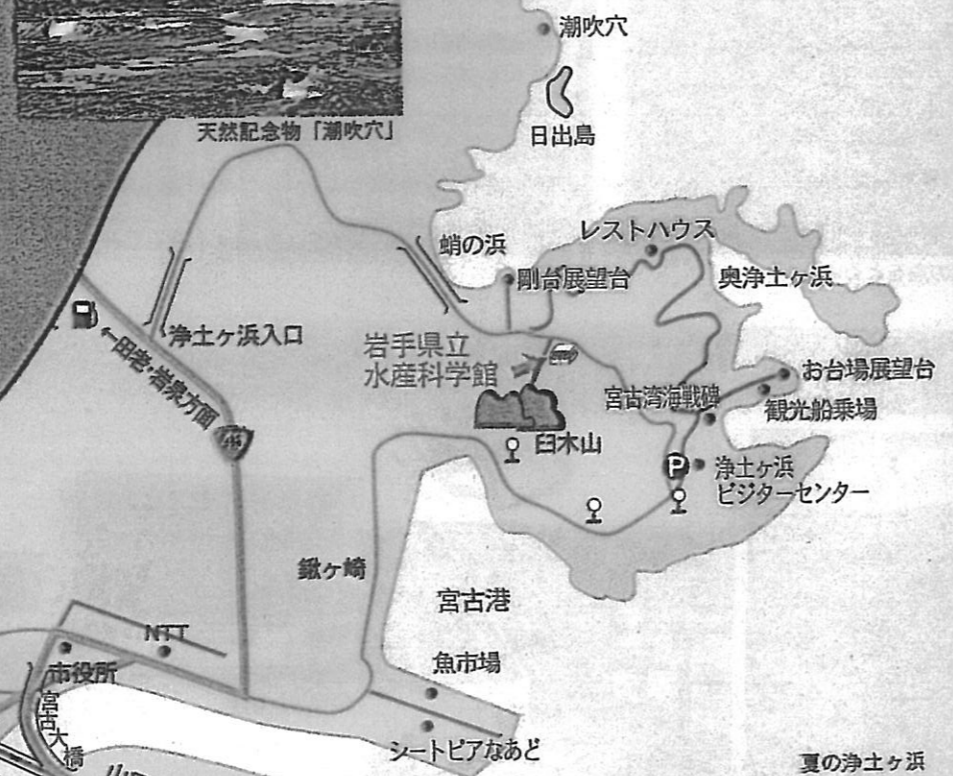 潮吹穴
天然記念物「潮吹穴」
日出島
レストハウス
蛸の浜
剛台展望台
奥浄土ヶ浜
浄土ヶ浜入口
岩手県立
水産科学館
お台場展望台
宮古湾海戦碑
観光船乗場
←田老・岩泉方面
45
臼木山
P
浄土ヶ浜
ビジターセンター
鍬ヶ崎
宮古港
NTT
魚市場
市役所
宮古大橋
シートピアなあど
夏の浄土ヶ浜